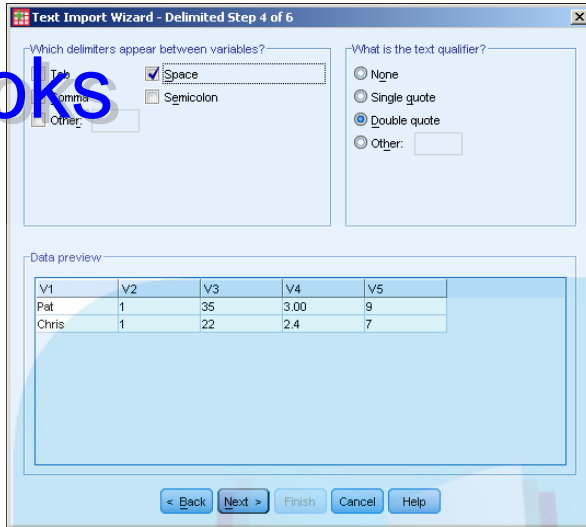 Text Import Wizard - Delimited Step 4 of 6
Which delimiters appear between variables?
Tab
Space
Comma
Semicolon
Other:
What is the text qualifier?
None
Single quote
Double quote
Other:
oks
Data preview
V1 V2 V3 V4 V5
Pat 1 35 3.00 9
Chris 1 22 2.4 7
< Back Next > Finish Cancel Help